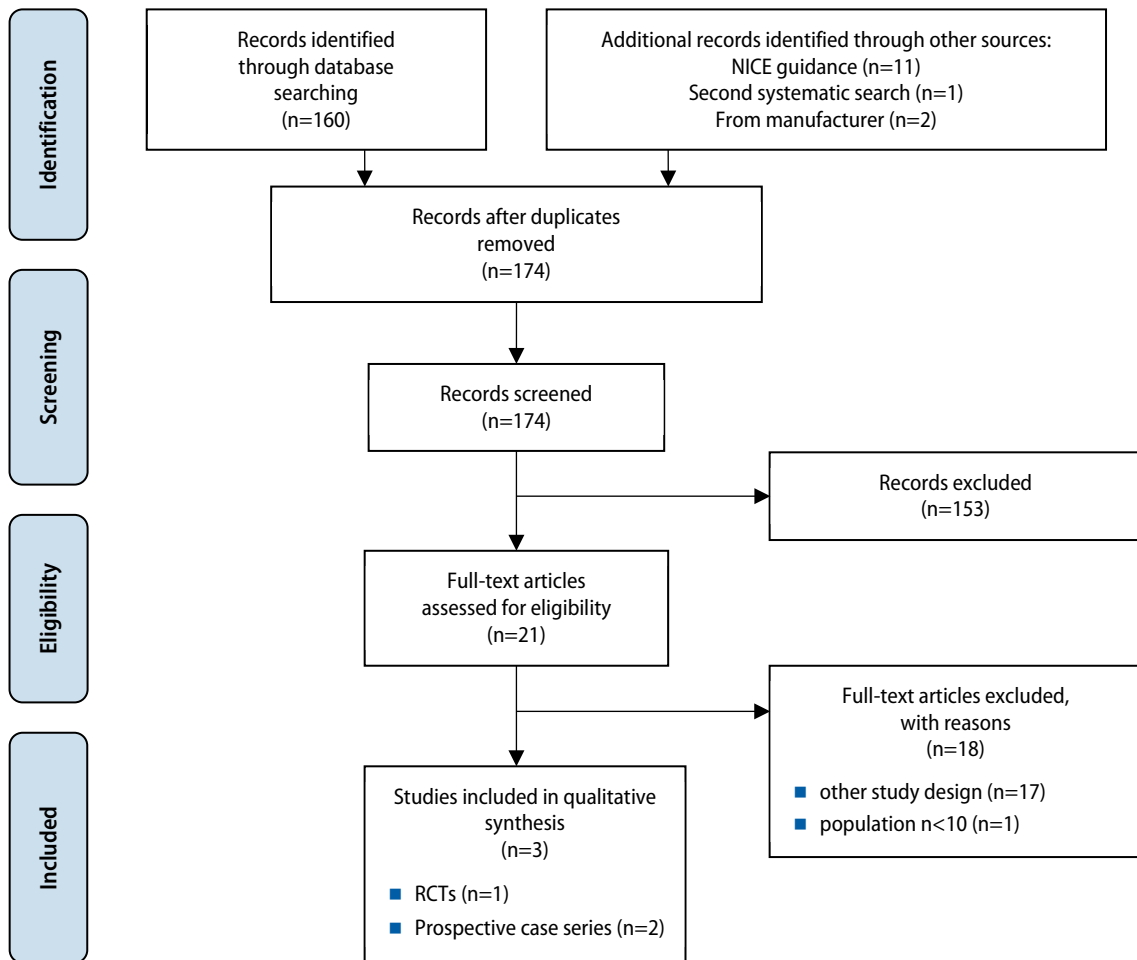 Identification
Records identified
through database
searching
(n=160)
Additional records identified through other sources:
NICE guidance (n=11)
Second systematic search (n=1)
From manufacturer (n=2)
Records after duplicates
removed
(n=174)
Screening
Records screened
(n=174)
Records excluded
(n=153)
Eligibility
Full-text articles
assessed for eligibility
(n=21)
Full-text articles excluded,
with reasons
(n=18)
other study design (n=17)
population n<10 (n=1)
Included
Studies included in qualitative
synthesis
(n=3)
RCTs (n=1)
Prospective case series (n=2)